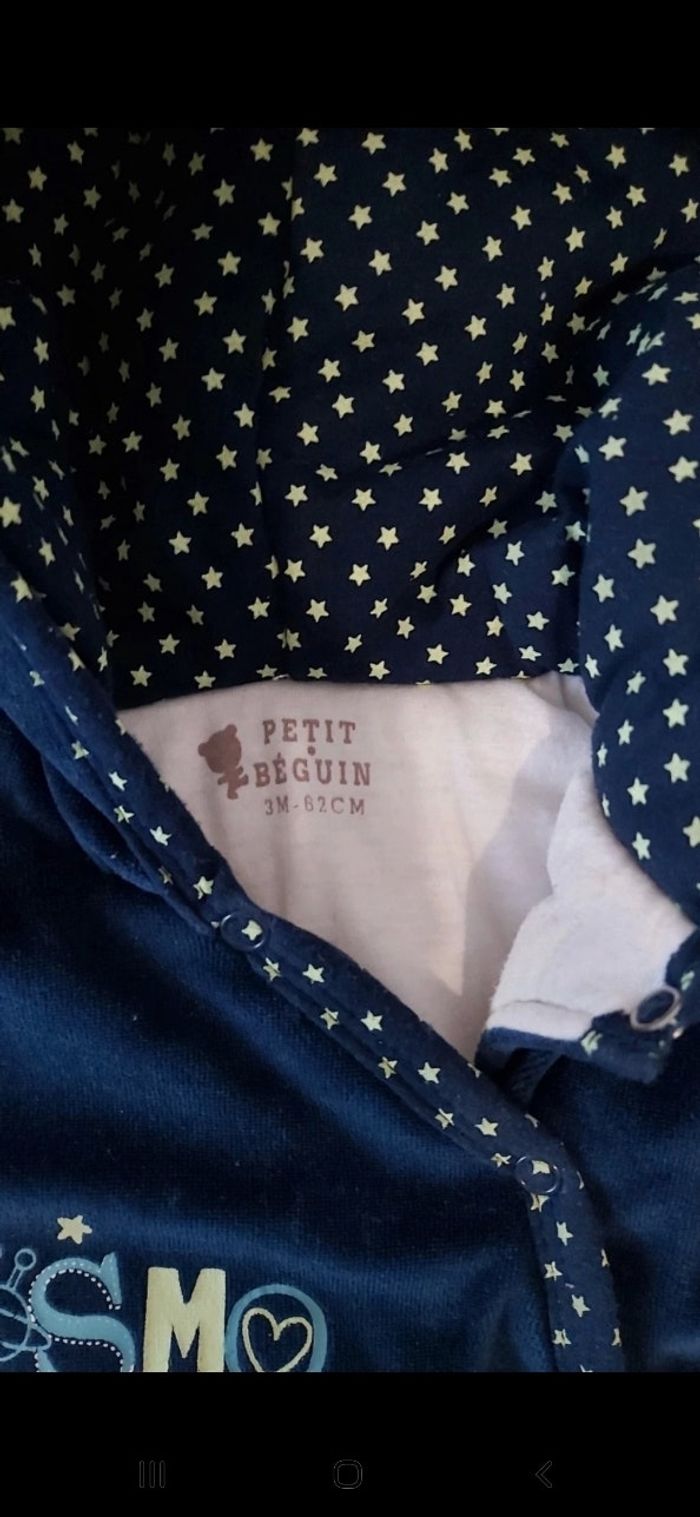 PETIT
BÉGUIN
3M-62CM
SMO